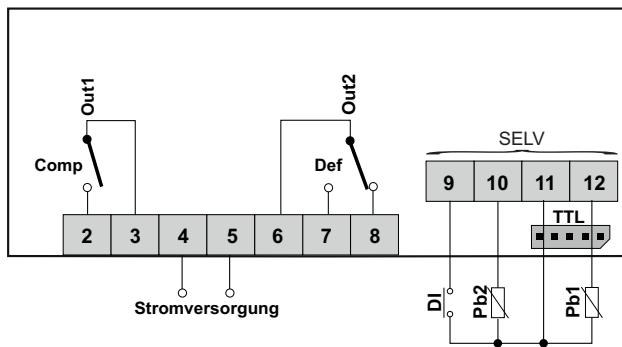 Out1
Out2
SELV
Comp
Def
9 10 11 12
TTL
2 3 4 5 6 7 8
Stromversorgung
DI
Pb2
Pb1